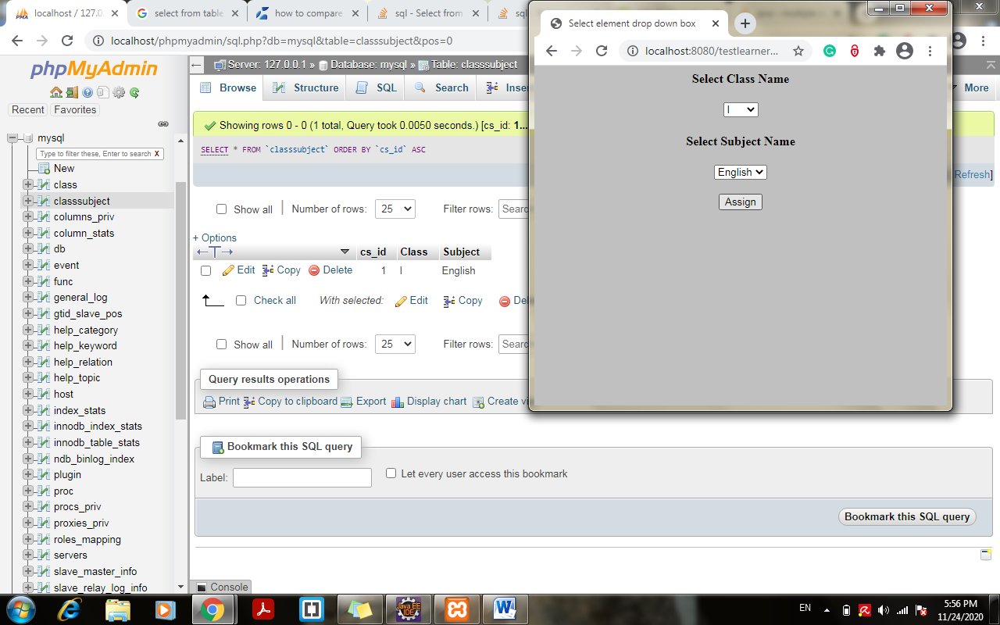 localhost / 127.0.
select from table
how to compare
sql - Select from
sql
localhost/phpmyadmin/sql.php?db=mysql&table=classsubject&pos=0
phpMyAdmin
Recent
Favorites
mysql
Type to filter these, Enter to search X
New
class
classsubject
columns_priv
column_stats
db
event
func
general_log
gtid_slave_pos
help_category
help_keyword
help_relation
help_topic
host
index_stats
innodb_index_stats
innodb_table_stats
ndb_binlog_index
plugin
proc
procs_priv
proxies_priv
roles_mapping
servers
slave_master_info
slave_relay_log_info
Server: 127.0.0.1 » Database: mysql » Table: classsubject
Browse
Structure
SQL
Search
Inser
More
Showing rows 0 - 0 (1 total, Query took 0.0050 seconds.) [cs_id: 1...
SELECT * FROM `classsubject` ORDER BY `cs_id` ASC
Refresh]
Show all | Number of rows: 25 Filter rows: Searc
+ Options
cs_id Class Subject
Edit Copy Delete 1 I English
Check all With selected: Edit Copy Del
Show all | Number of rows: 25 Filter rows: Searc
Query results operations
Print Copy to clipboard Export Display chart Create vi
Bookmark this SQL query
Label:
Let every user access this bookmark
Bookmark this SQL query
Console
Select element drop down box
localhost:8080/testlearner...
Select Class Name
I
Select Subject Name
English
Assign
Java EE
IDE
EN
5:56 PM
11/24/2020